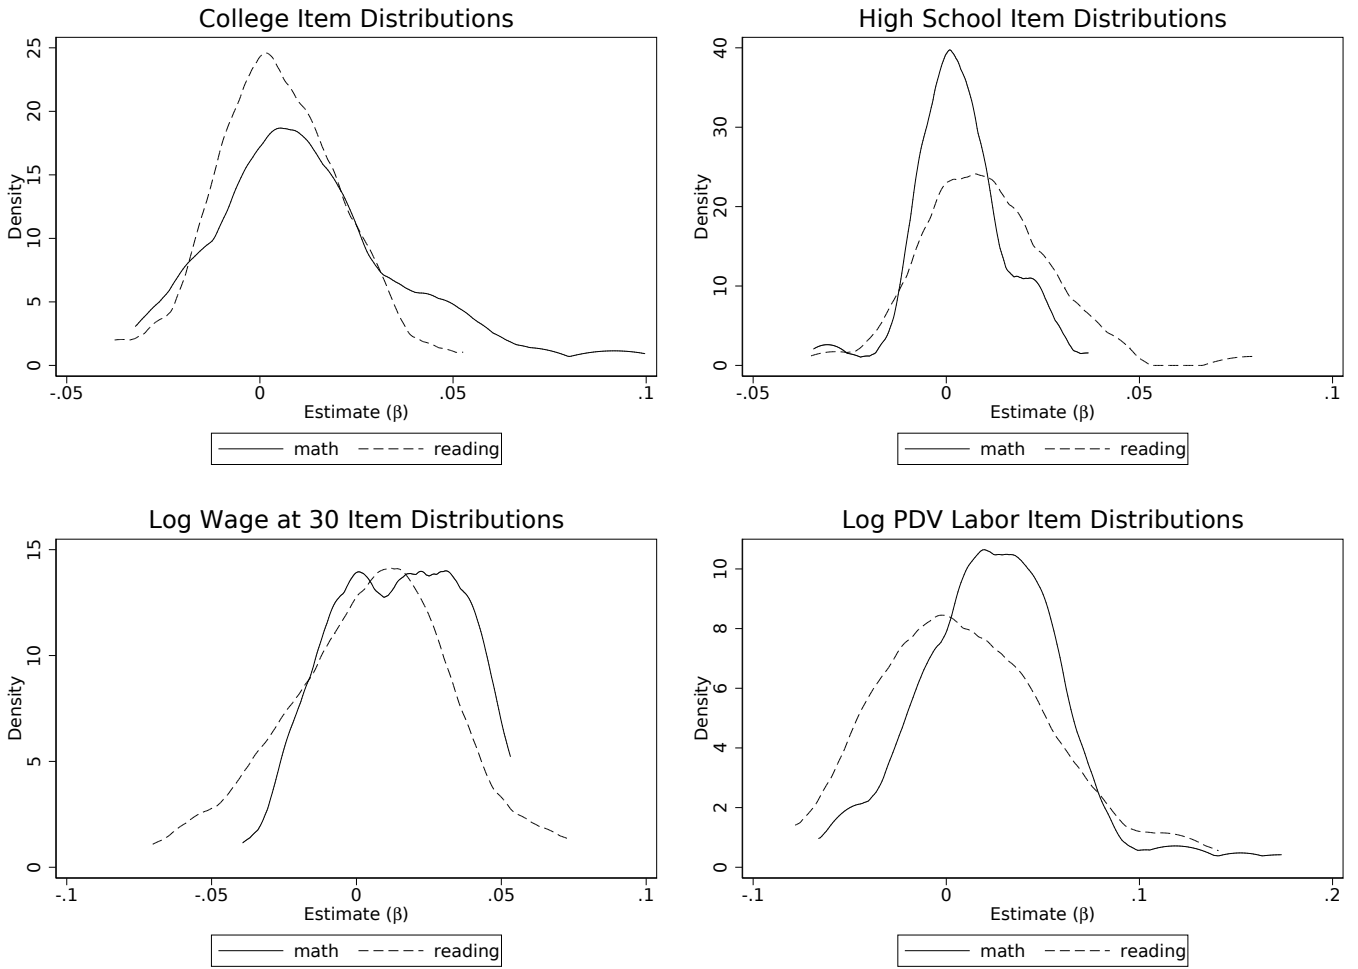 College Item Distributions
Density
25
20
15
10
5
0
-.05 0 .05 .1
Estimate (β)
math reading
High School Item Distributions
Density
40
30
20
10
0
-.05 0 .05 .1
Estimate (β)
math reading
Log Wage at 30 Item Distributions
Density
15
10
5
0
-.1 -.05 0 .05 .1
Estimate (β)
math reading
Log PDV Labor Item Distributions
Density
10
8
6
4
2
0
-.1 0 .1 .2
Estimate (β)
math reading